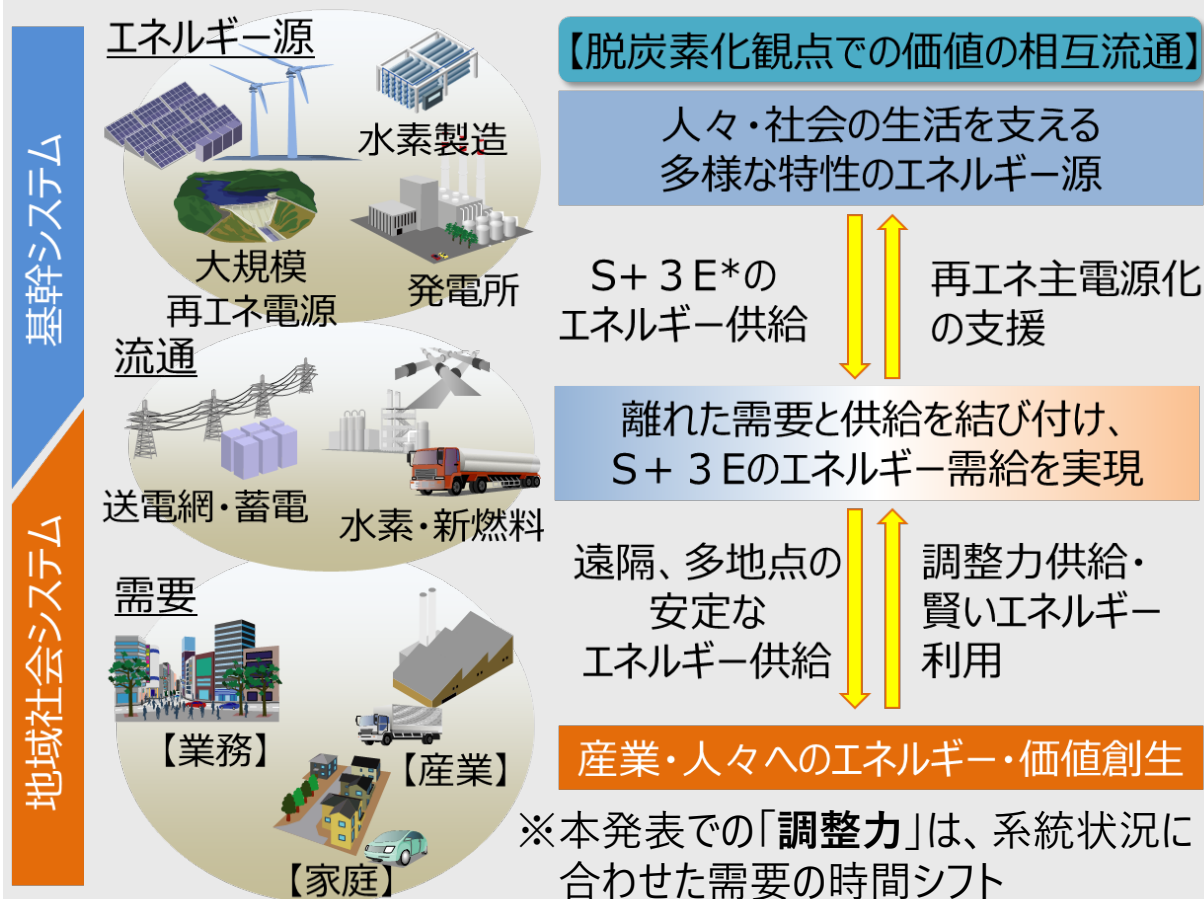 基幹システム
地域社会システム
エネルギー源
水素製造
大規模
再エネ電源
発電所
流通
送電網・蓄電
水素・新燃料
需要
【業務】
【産業】
【家庭】
【脱炭素化観点での価値の相互流通】
人々・社会の生活を支える
多様な特性のエネルギー源
S+3E*の
エネルギー供給
再エネ主電源化
の支援
離れた需要と供給を結び付け、
S+3Eのエネルギー需給を実現
遠隔、多地点の
安定な
エネルギー供給
調整力供給・
賢いエネルギー
利用
産業・人々へのエネルギー・価値創生
※本発表での「調整力」は、系統状況に
合わせた需要の時間シフト